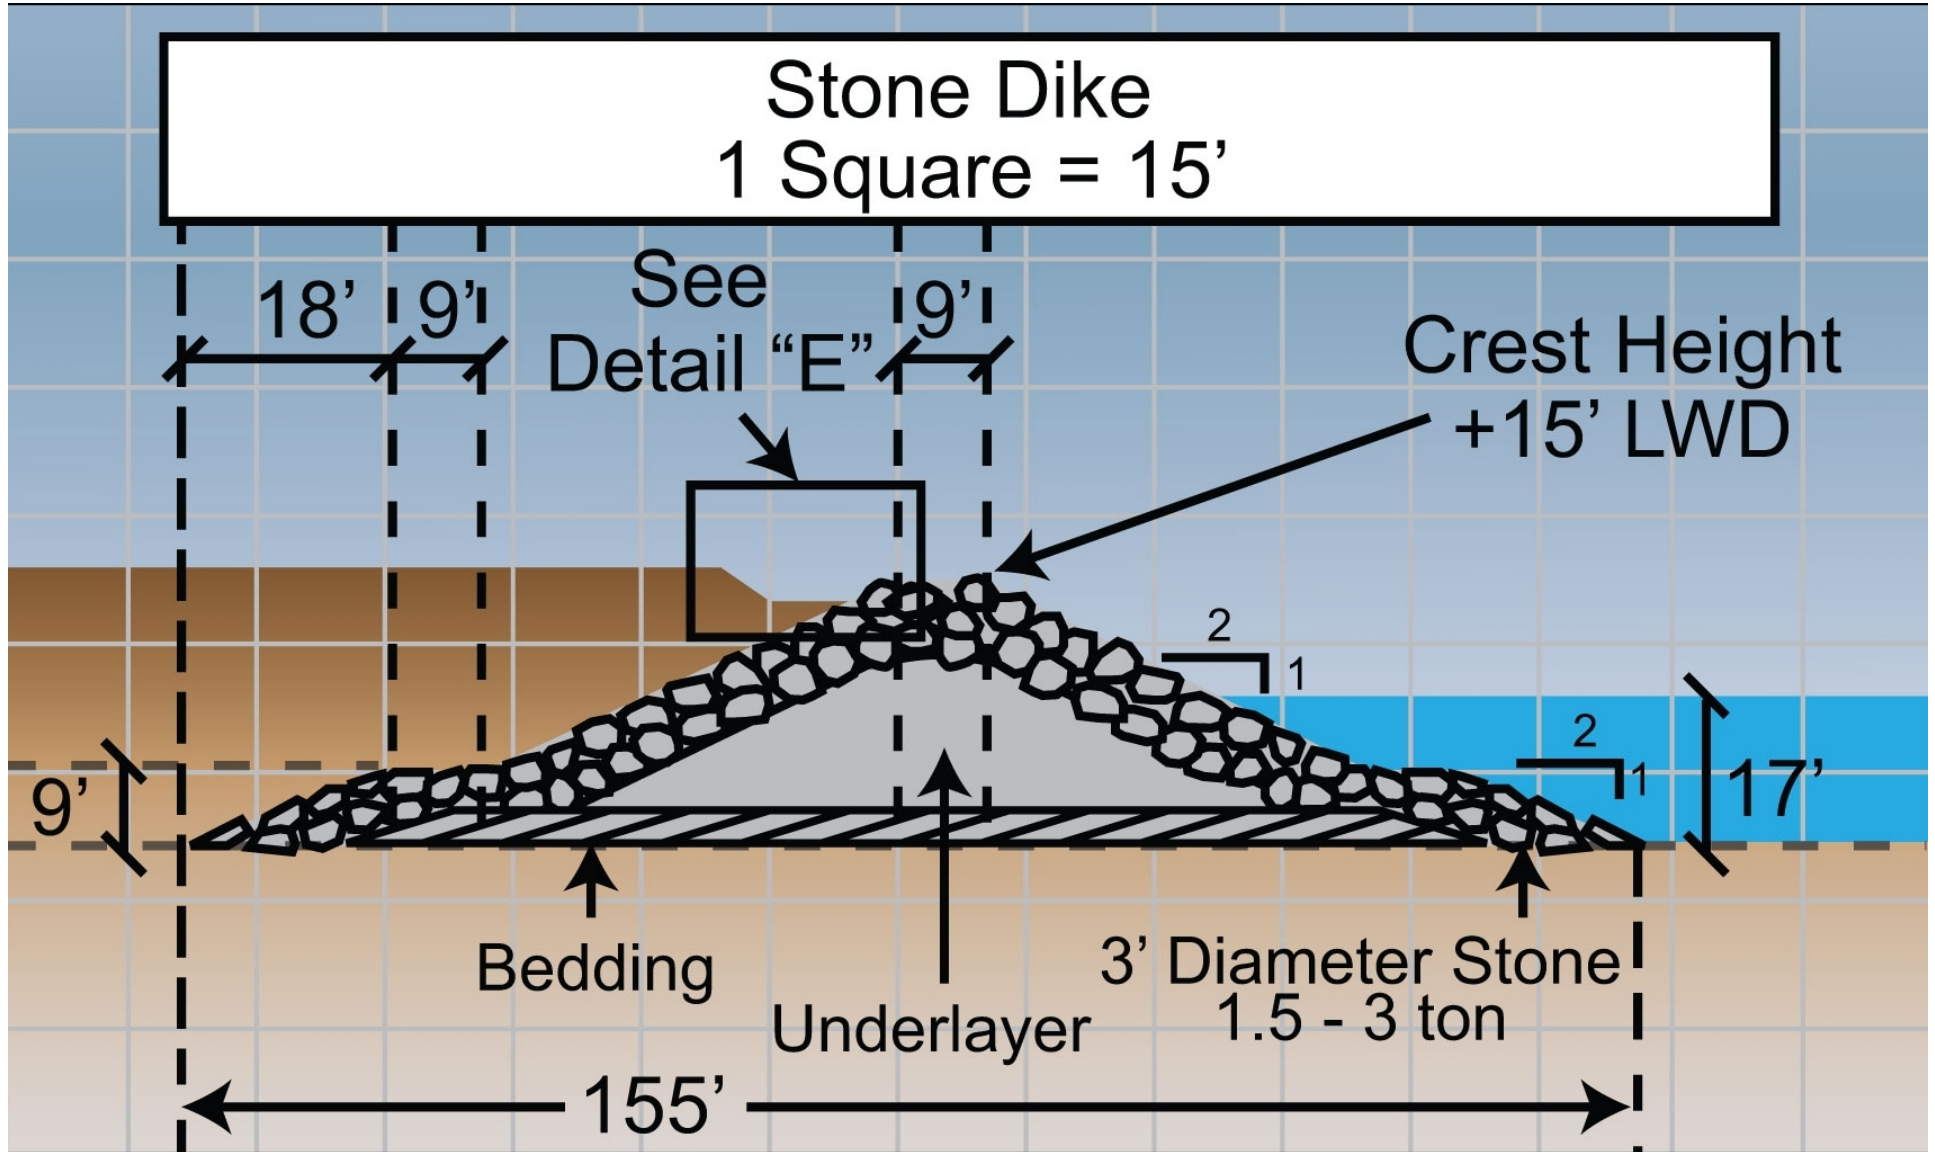 Stone Dike
1 Square = 15’
18’
9’
See
Detail “E”
9’
Crest Height
+15’ LWD
2
1
2
1
9’
17’
Bedding
Underlayer
3’ Diameter Stone
1.5 - 3 ton
155’